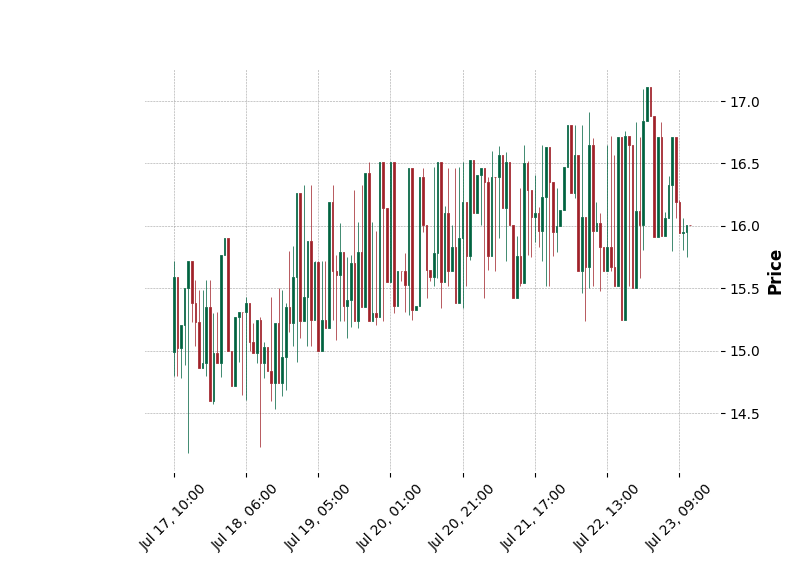 17.0
16.5
16.0
15.5
15.0
14.5
Price
Jul 17, 10:00
Jul 18, 06:00
Jul 19, 05:00
Jul 20, 01:00
Jul 20, 21:00
Jul 21, 17:00
Jul 22, 13:00
Jul 23, 09:00